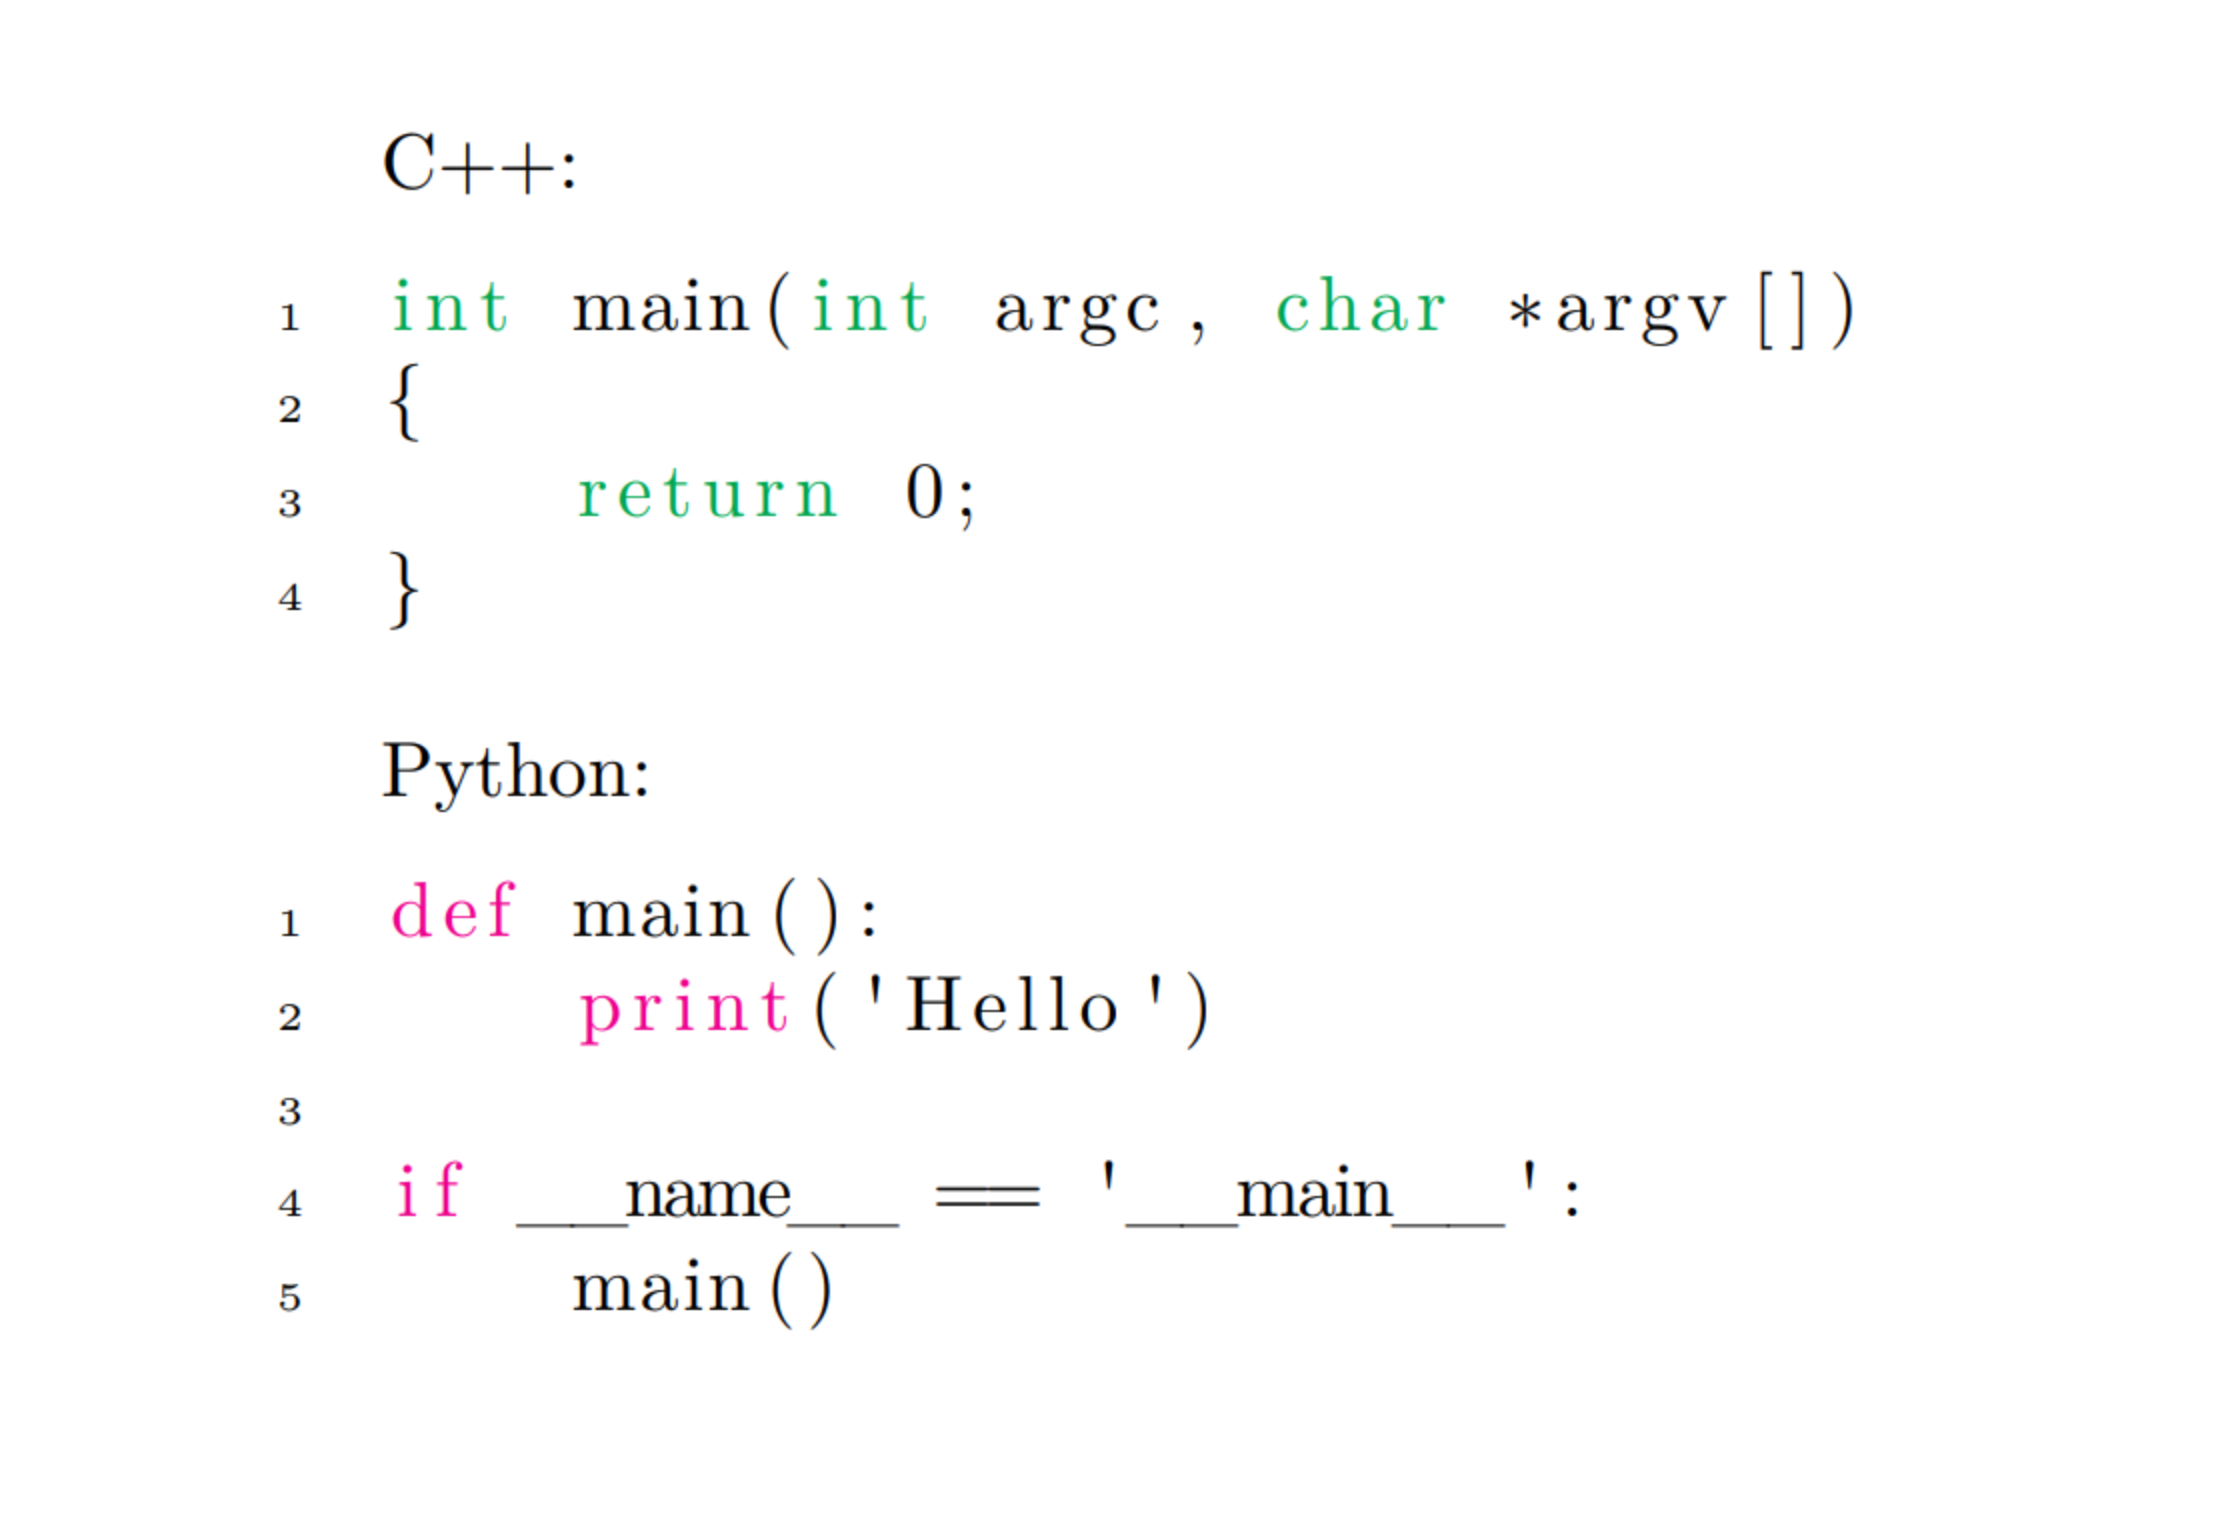 C++:
1 int main(int argc, char *argv[])
2 {
3 return 0;
4 }
Python:
1 def main():
2 print('Hello')
3
4 if __name__ == '__main__':
5 main()